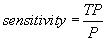 sensitivity = TP/P